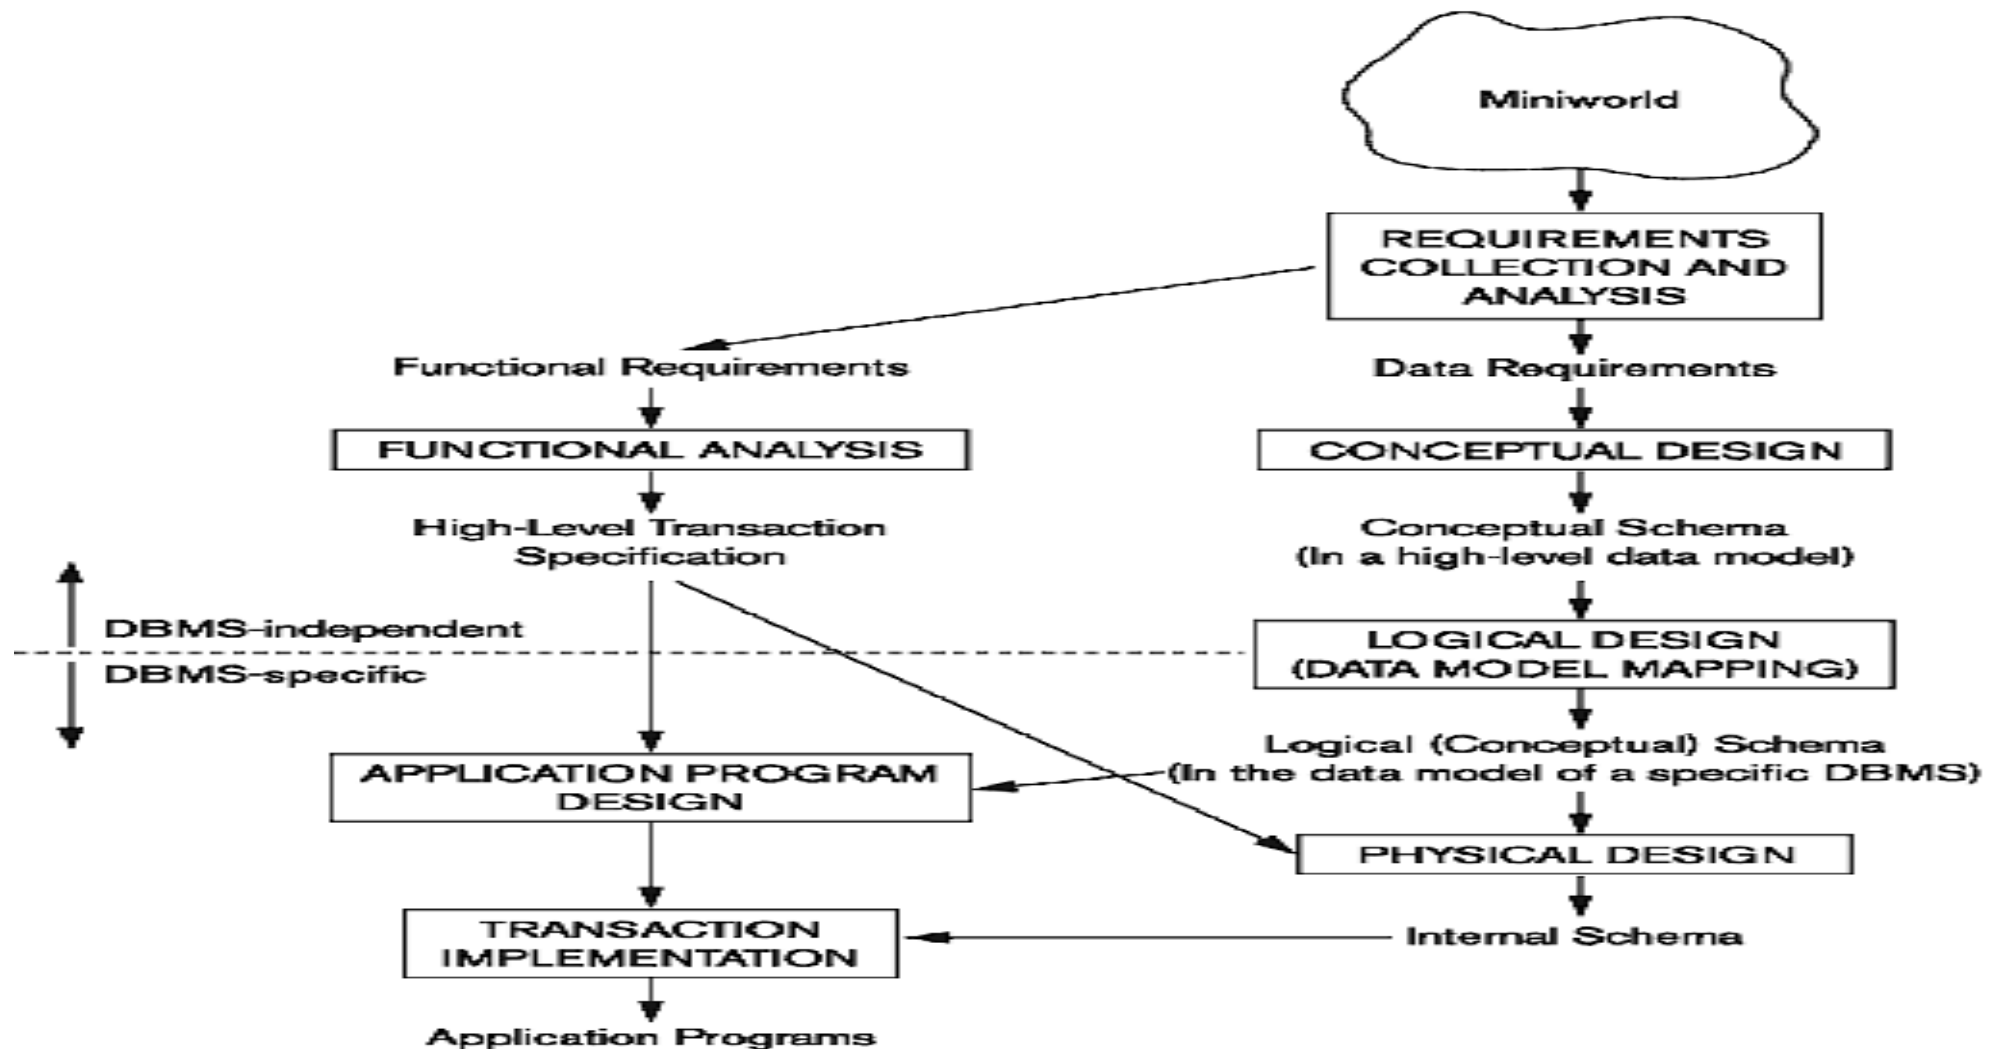 Miniworld
REQUIREMENTS
COLLECTION AND
ANALYSIS
Functional Requirements
Data Requirements
FUNCTIONAL ANALYSIS
CONCEPTUAL DESIGN
High-Level Transaction
Specification
Conceptual Schema
(In a high-level data model)
DBMS-independent
DBMS-specific
LOGICAL DESIGN
(DATA MODEL MAPPING)
Logical (Conceptual) Schema
(In the data model of a specific DBMS)
APPLICATION PROGRAM
DESIGN
PHYSICAL DESIGN
TRANSACTION
IMPLEMENTATION
Internal Schema
Application Programs